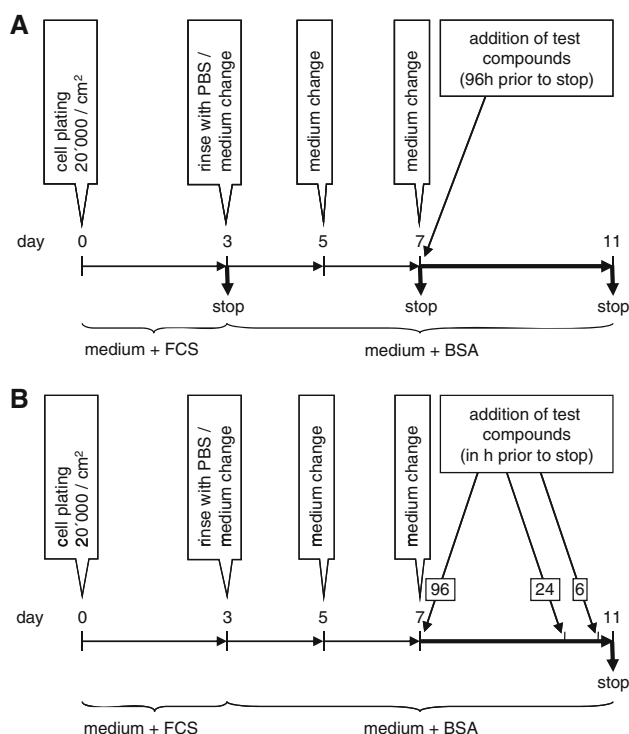 A
cell plating
20´000 / cm2
rinse with PBS /
medium change
medium change
medium change
addition of test
compounds
(96h prior to stop)
day
0
3
5
7
11
stop
stop
stop
medium + FCS
medium + BSA
B
cell plating
20´000 / cm2
rinse with PBS /
medium change
medium change
medium change
addition of test
compounds
(in h prior to stop)
96
24
6
day
0
3
5
7
11
stop
medium + FCS
medium + BSA